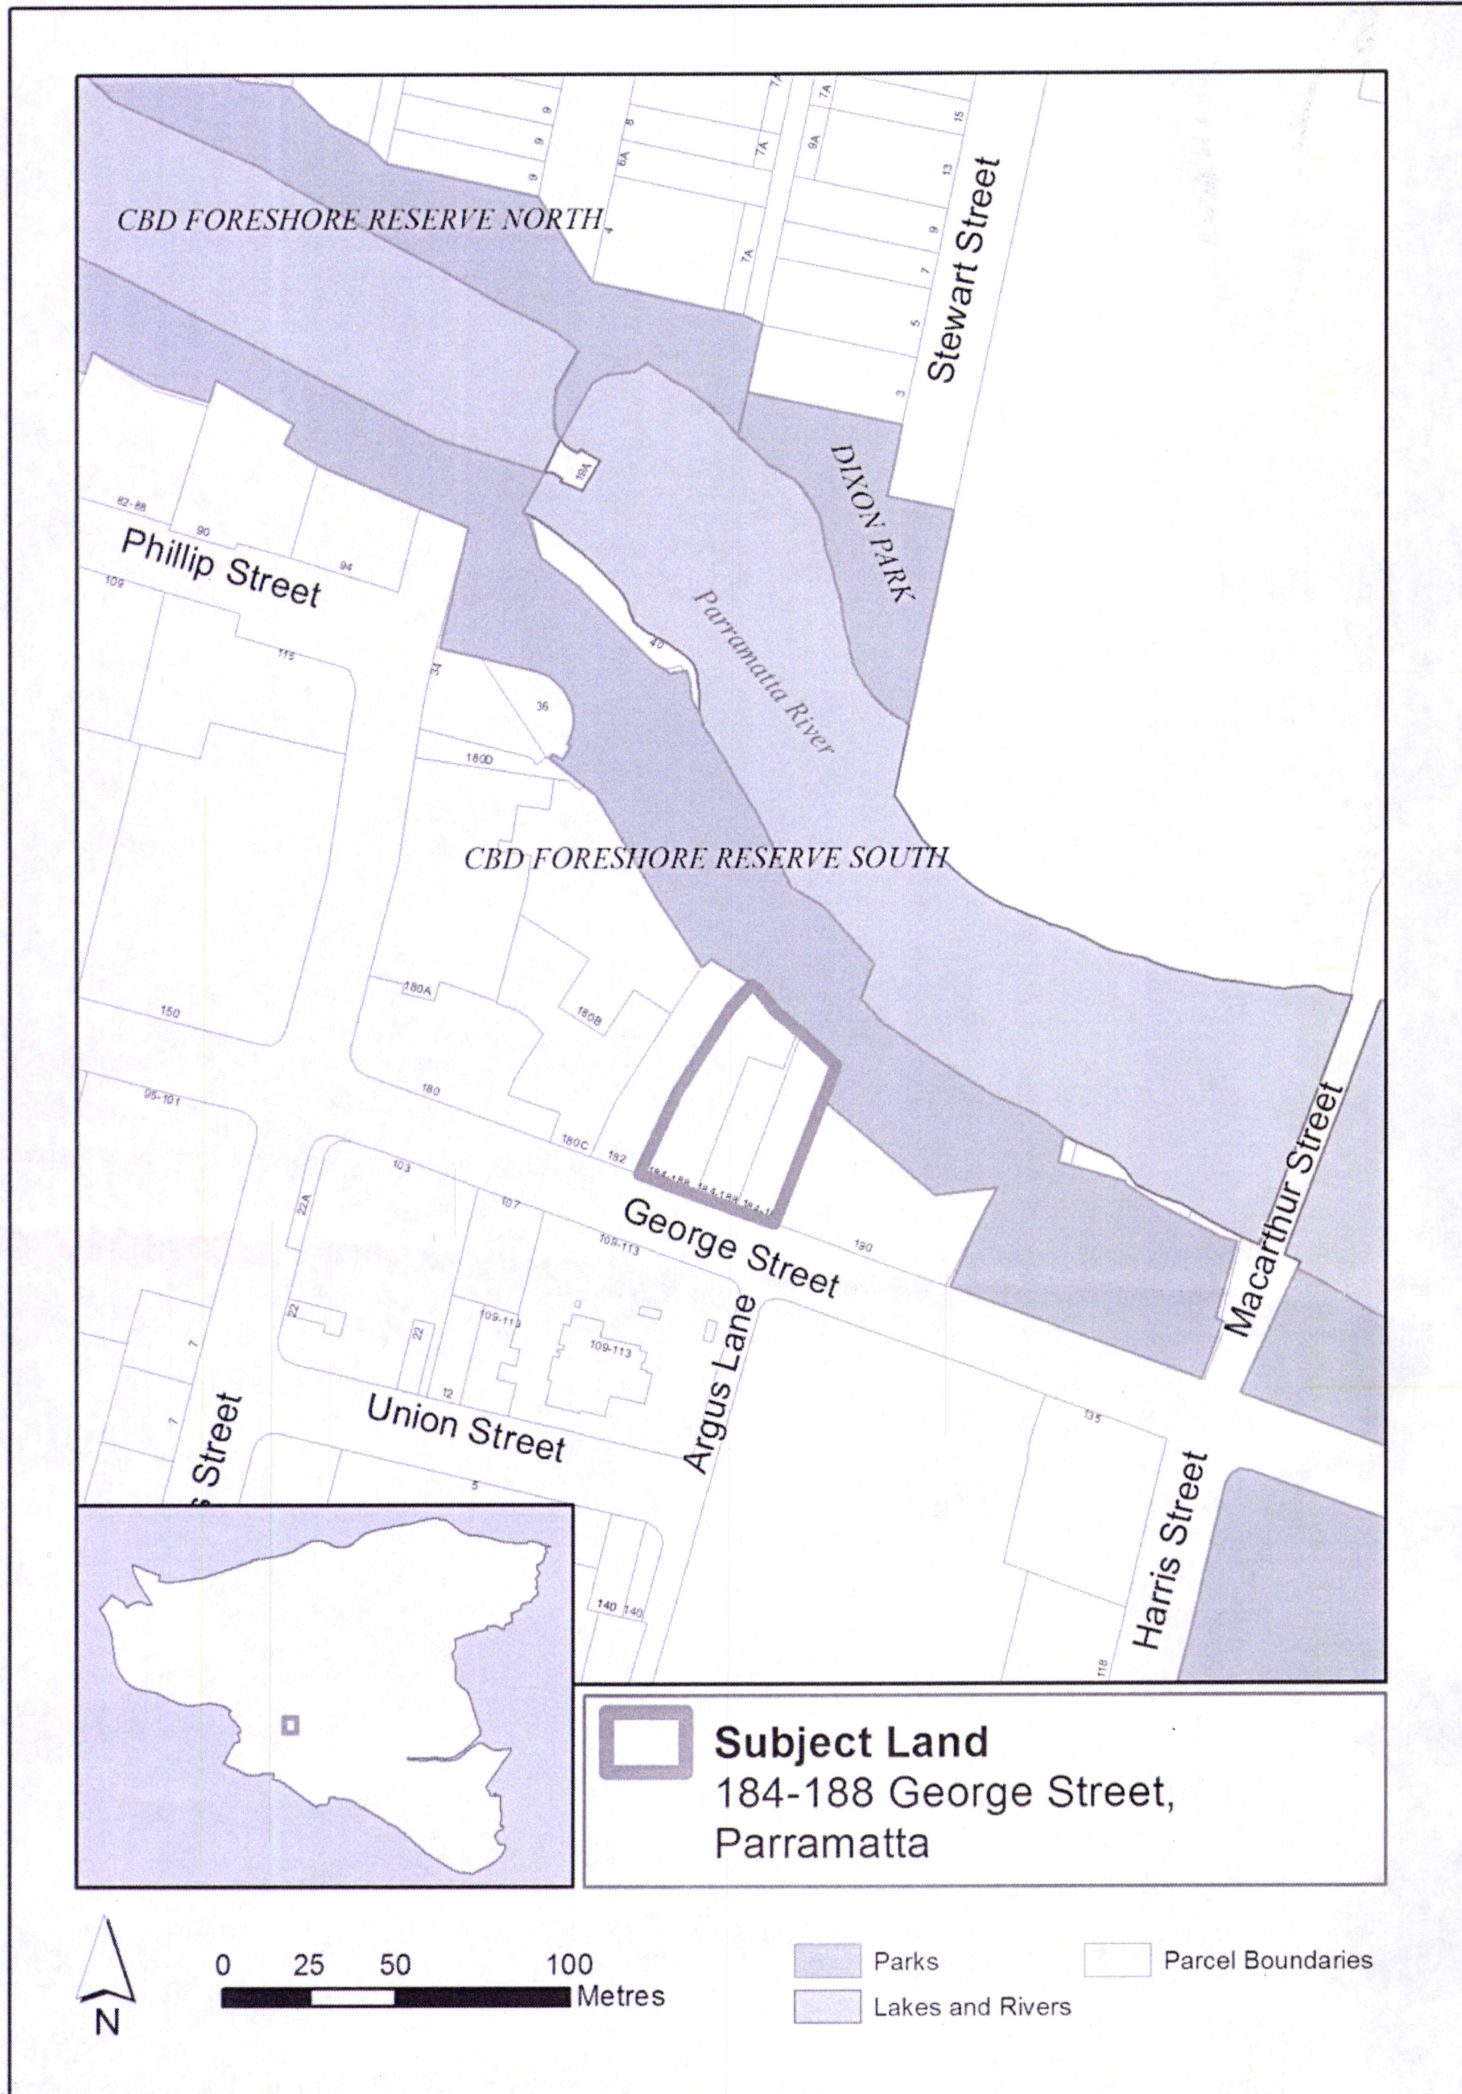 7A
7A
15
9
8
9
6A
7A
9A
13
9
CBD FORESHORE RESERVE NORTH
4
7A
9
7
Stewart Street
5
3
DIXON PARK
19A
82-88
90
94
Phillip Street
109
115
34
36
40
Parramatta River
180D
CBD FORESHORE RESERVE SOUTH
180A
180B
150
95-101
180
180C
182
103
107
184-188
184-188
George Street
109-113
190
22A
22
22
109-113
109-113
12
7
7
Union Street
Argus Lane
Macarthur Street
135
Harris Street
118
s Street
5
140
140
Subject Land
184-188 George Street,
Parramatta
N
0 25 50 100
Metres
Parks
Lakes and Rivers
Parcel Boundaries